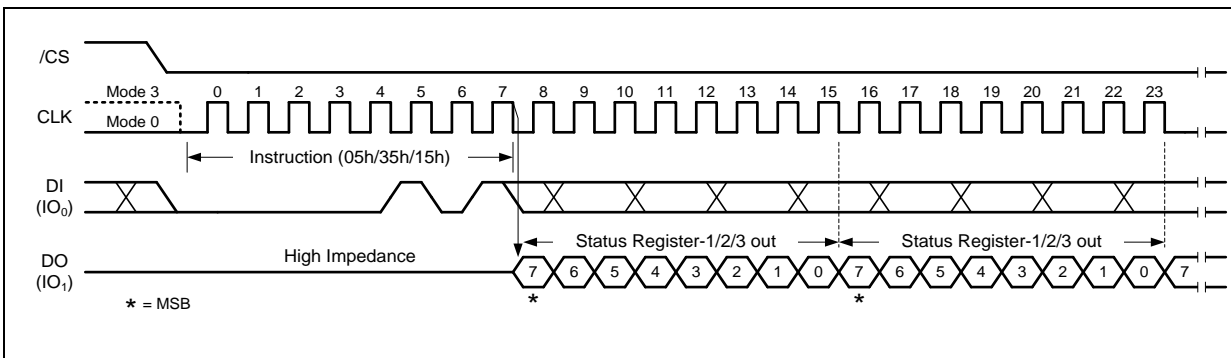 /CS
Mode 3 0 1 2 3 4 5 6 7 8 9 10 11 12 13 14 15 16 17 18 19 20 21 22 23
CLK
Mode 0
Instruction (05h/35h/15h)
DI
(IO₀)
Status Register-1/2/3 out Status Register-1/2/3 out
High Impedance
DO
(IO₁)
7 6 5 4 3 2 1 0 7 6 5 4 3 2 1 0 7
* *
* = MSB